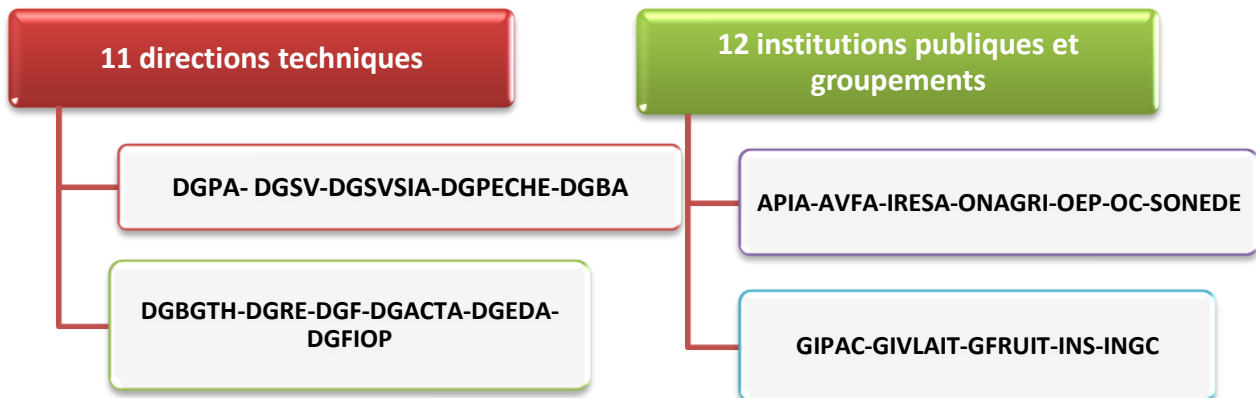 11 directions techniques
DGPA- DGSV-DGSVSIA-DGPECHE-DGBA
DGBGTH-DGRE-DGF-DGACTA-DGEDA-
DGFIOP
12 institutions publiques et
groupements
APIA-AVFA-IRESA-ONAGRI-OEP-OC-SONEDE
GIPAC-GIVLAIT-GFRUIT-INS-INGC